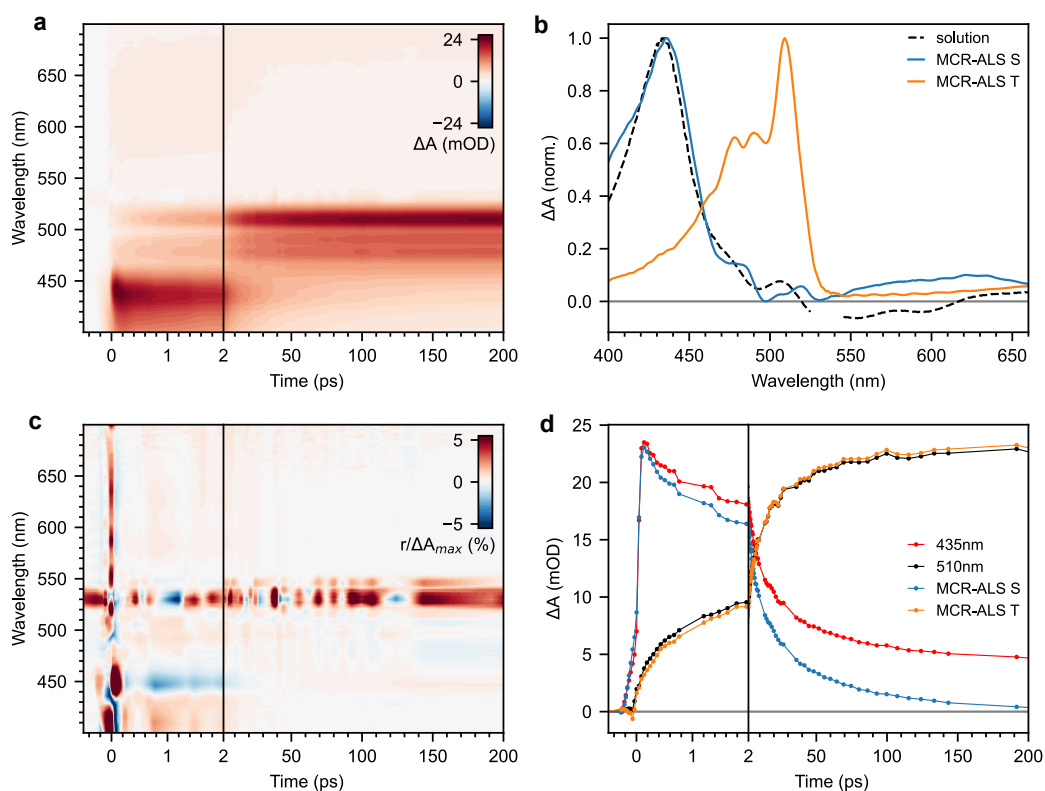 a
24
0
−24
ΔA (mOD)
Wavelength (nm)
650
600
550
500
450
0
1
2
50
100
150
200
Time (ps)
b
solution
MCR-ALS S
MCR-ALS T
ΔA (norm.)
1.0
0.8
0.6
0.4
0.2
0.0
400
450
500
550
600
650
Wavelength (nm)
c
5
0
−5
r/ΔAmax (%)
Wavelength (nm)
650
600
550
500
450
0
1
2
50
100
150
200
Time (ps)
d
435nm
510nm
MCR-ALS S
MCR-ALS T
ΔA (mOD)
25
20
15
10
5
0
0
1
2
50
100
150
200
Time (ps)